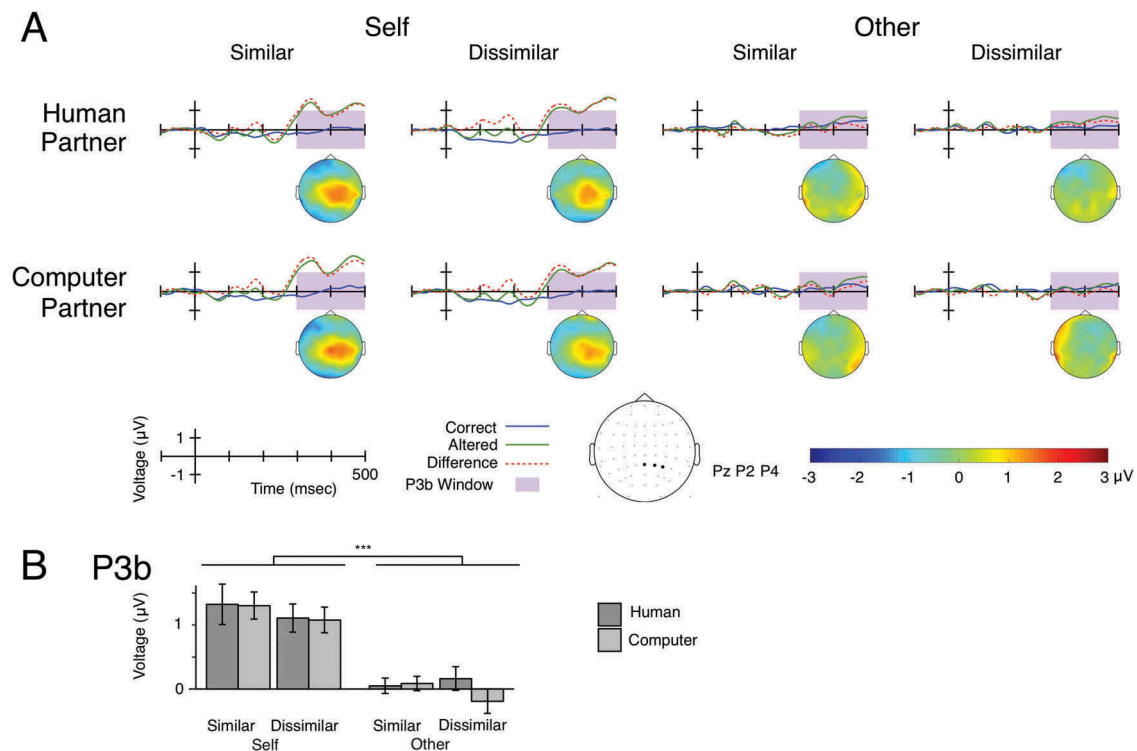 A
Self
Other
Similar
Dissimilar
Similar
Dissimilar
Human
Partner
Computer
Partner
Voltage (µV)
1
-1
500
Time (msec)
Correct
Altered
Difference
P3b Window
Pz P2 P4
-3
-2
-1
0
1
2
3 µV
B
P3b
***
Voltage (µV)
1
0
Human
Computer
Similar
Dissimilar
Similar
Dissimilar
Self
Other